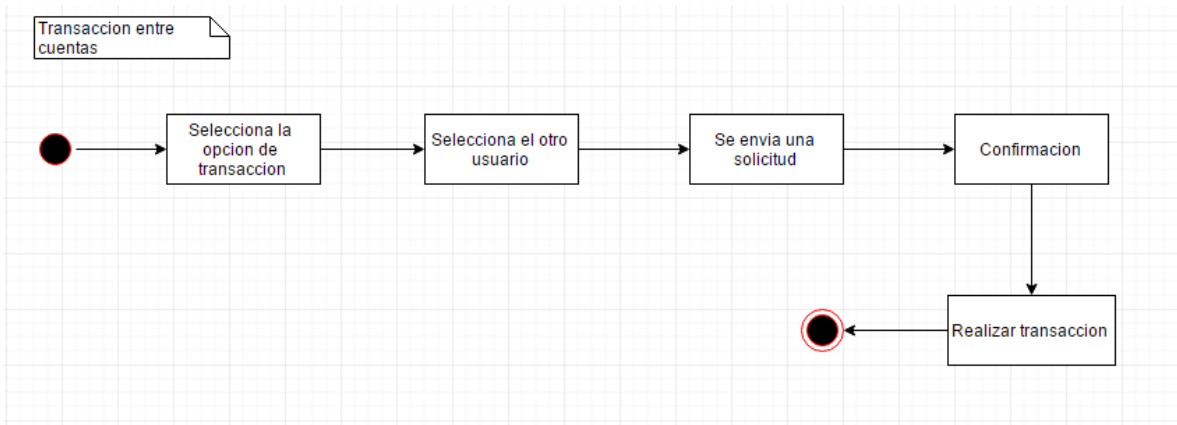 Transaccion entre
cuentas
Selecciona la
opcion de
transaccion
Selecciona el otro
usuario
Se envia una
solicitud
Confirmacion
Realizar transaccion